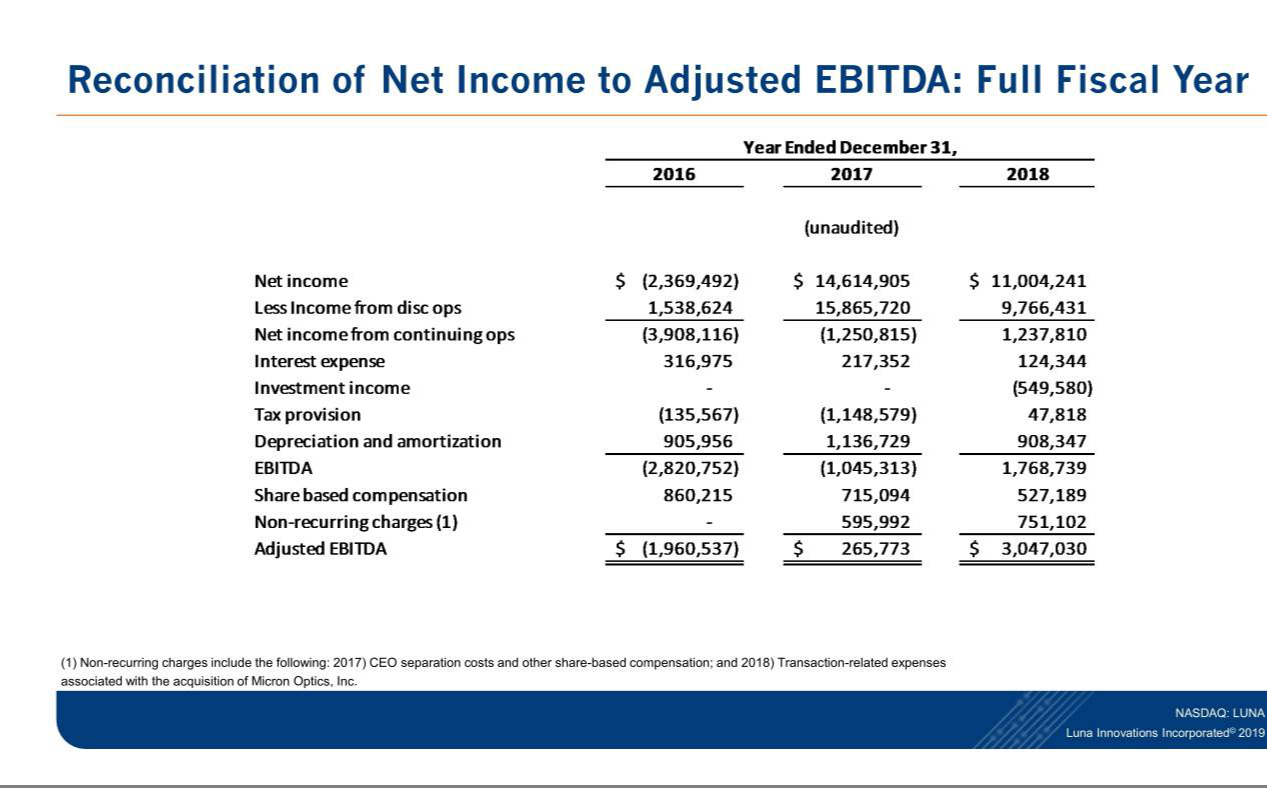 Reconciliation of Net Income to Adjusted EBITDA: Full Fiscal Year
Year Ended December 31,
2016 2017 2018
(unaudited)
Net income $ (2,369,492) $ 14,614,905 $ 11,004,241
Less Income from disc ops 1,538,624 15,865,720 9,766,431
Net income from continuing ops (3,908,116) (1,250,815) 1,237,810
Interest expense 316,975 217,352 124,344
Investment income - - (549,580)
Tax provision (135,567) (1,148,579) 47,818
Depreciation and amortization 905,956 1,136,729 908,347
EBITDA (2,820,752) (1,045,313) 1,768,739
Share based compensation 860,215 715,094 527,189
Non-recurring charges (1) - 595,992 751,102
Adjusted EBITDA $ (1,960,537) $ 265,773 $ 3,047,030
(1) Non-recurring charges include the following: 2017) CEO separation costs and other share-based compensation; and 2018) Transaction-related expenses
associated with the acquisition of Micron Optics, Inc.
NASDAQ: LUNA
Luna Innovations Incorporated© 2019